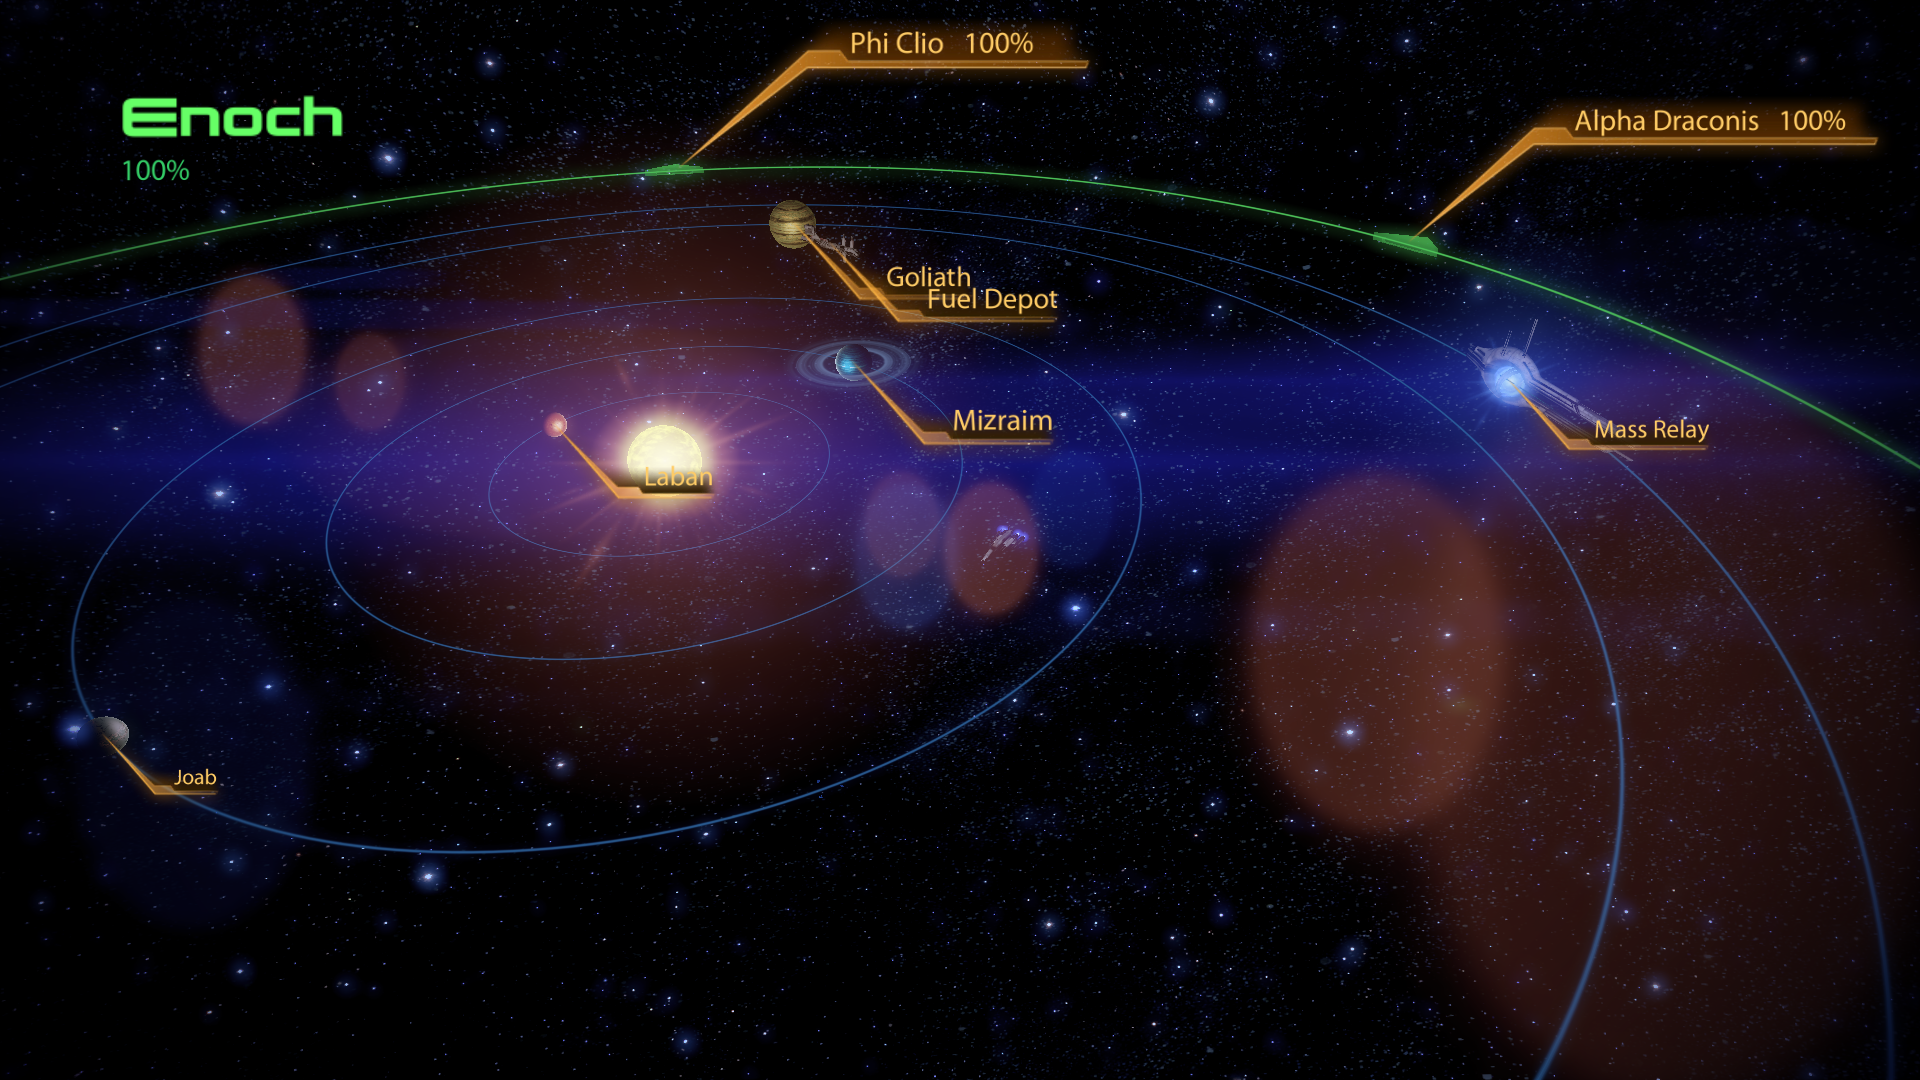 Phi Clio 100%
Enoch
100%
Alpha Draconis 100%
Goliath
Fuel Depot
Mizraim
Mass Relay
Laban
Joab